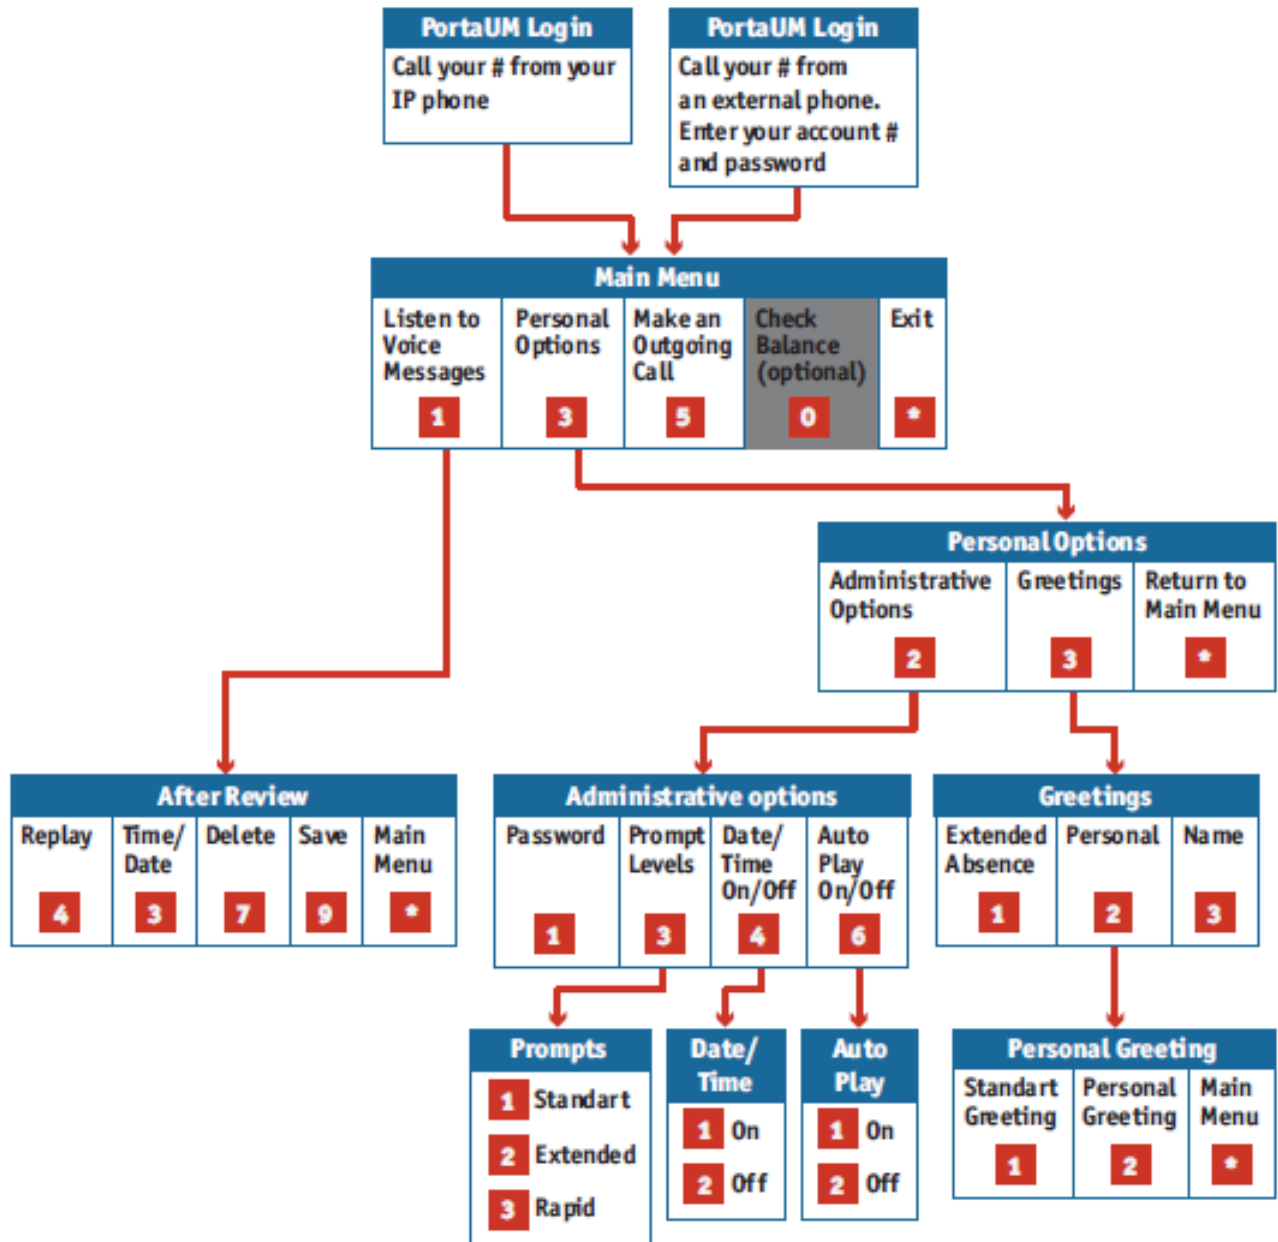 PortaUM Login
Call your # from your
IP phone
PortaUM Login
Call your # from
an external phone.
Enter your account #
and password
Main Menu
Listen to
Voice
Messages
1
Personal
Options
3
Make an
Outgoing
Call
5
Check
Balance
(optional)
0
Exit
*
Personal Options
Administrative
Options
2
Greetings
3
Return to
Main Menu
*
After Review
Replay
4
Time/
Date
3
Delete
7
Save
9
Main
Menu
*
Administrative options
Password
1
Prompt
Levels
3
Date/
Time
On/Off
4
Auto
Play
On/Off
6
Greetings
Extended
Absence
1
Personal
2
Name
3
Prompts
1 Standart
2 Extended
3 Rapid
Date/
Time
1 On
2 Off
Auto
Play
1 On
2 Off
Personal Greeting
Standart
Greeting
1
Personal
Greeting
2
Main
Menu
*